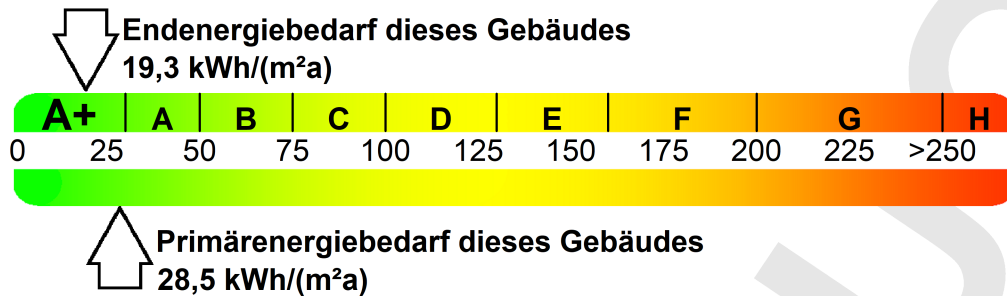 Endenergiebedarf dieses Gebäudes
19,3 kWh/(m²a)
A+ A B C D E F G H
0 25 50 75 100 125 150 175 200 225 >250
Primärenergiebedarf dieses Gebäudes
28,5 kWh/(m²a)